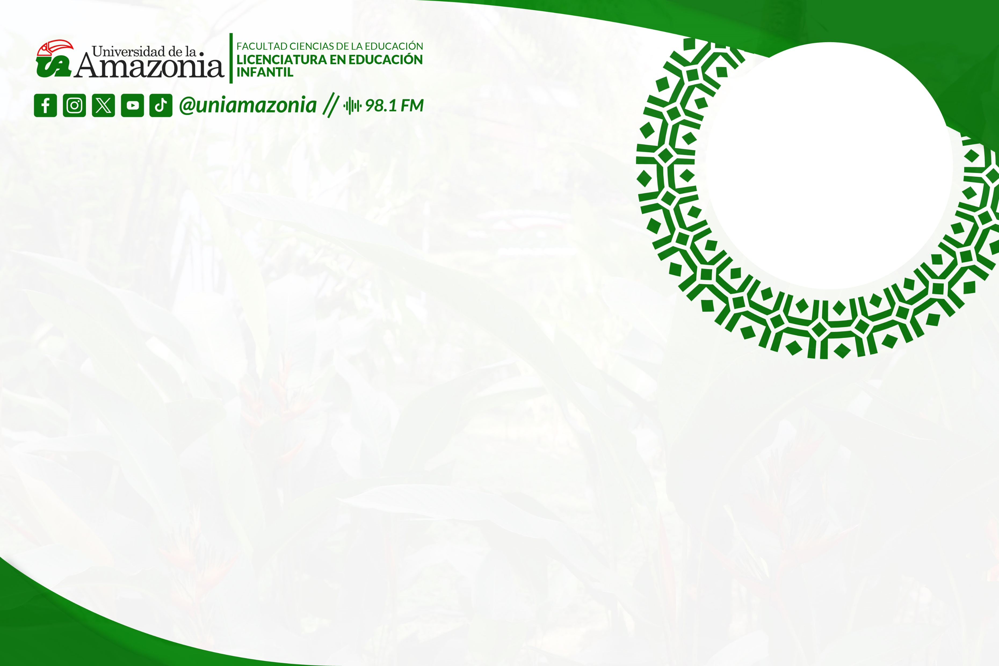 Universidad de la
Amazonia
FACULTAD CIENCIAS DE LA EDUCACIÓN
LICENCIATURA EN EDUCACIÓN
INFANTIL
@uniamazonia // 98.1 FM